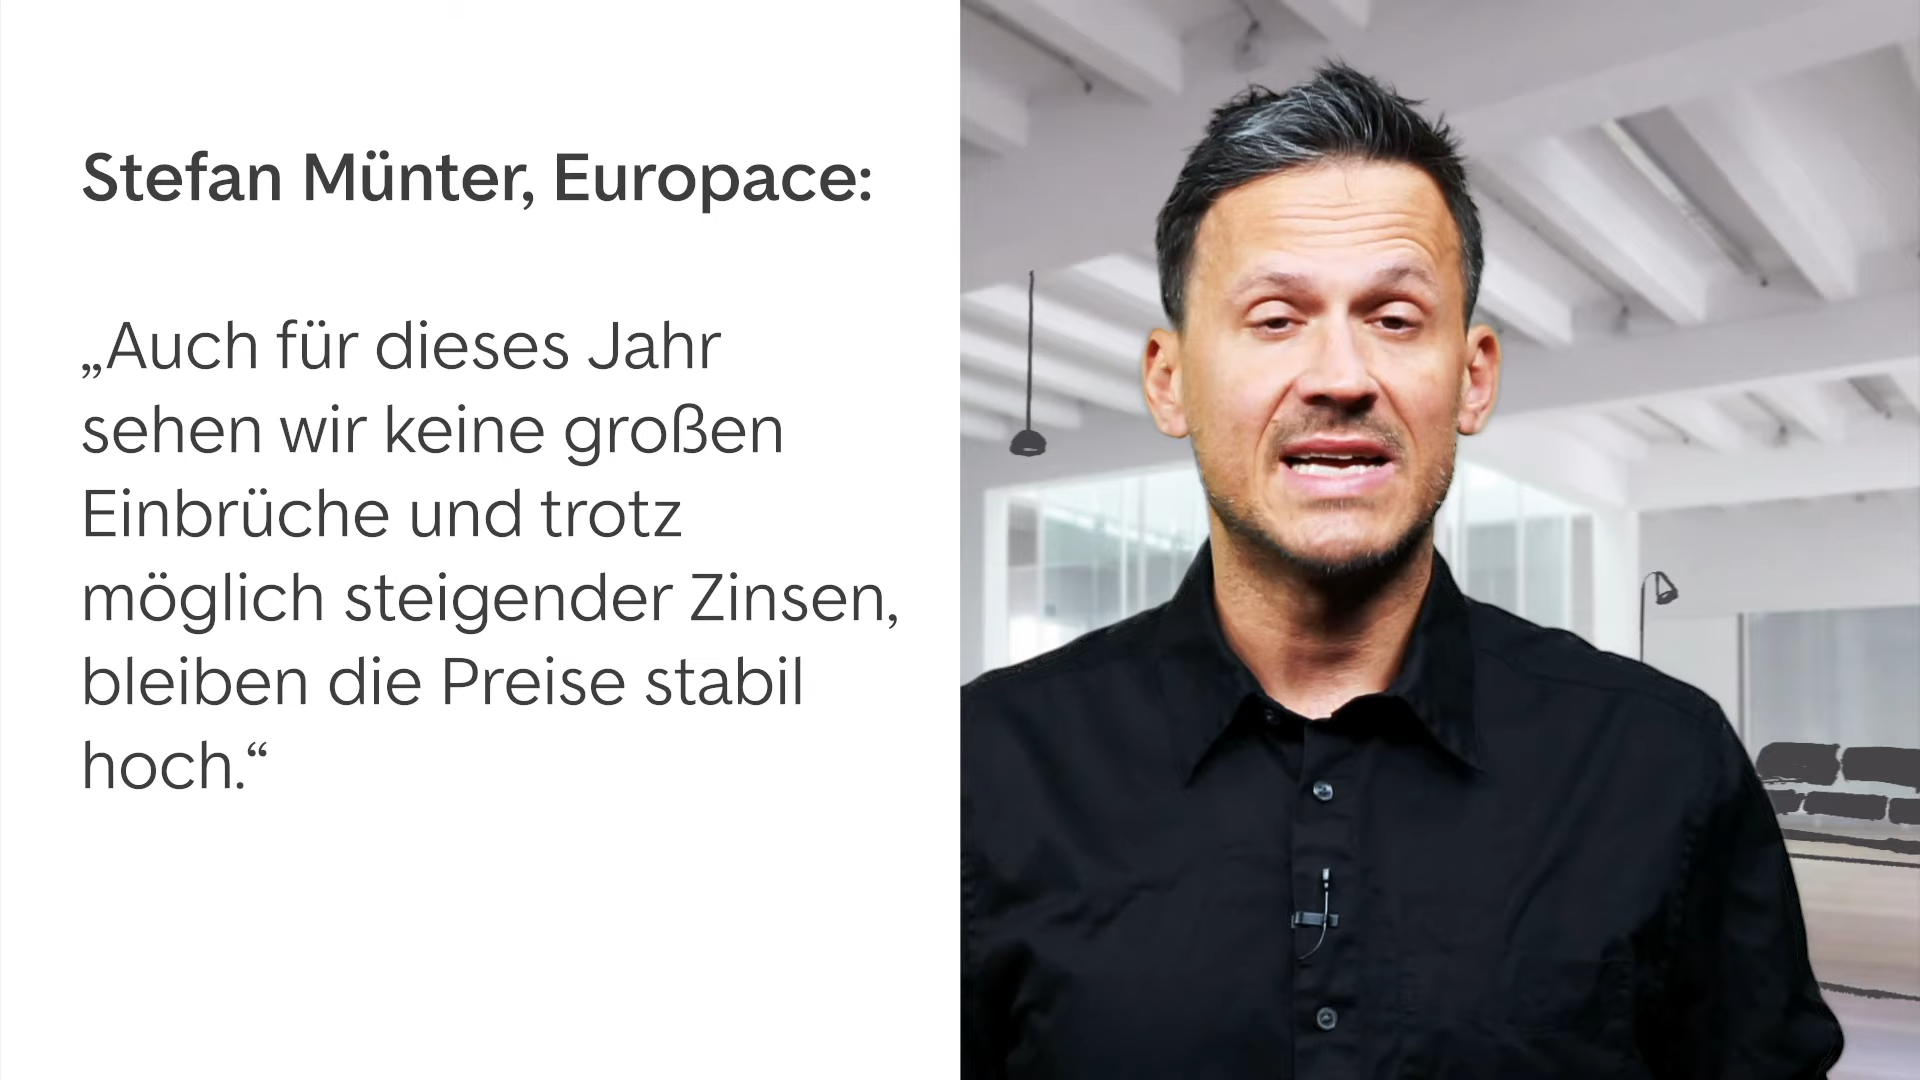 Stefan Münter, Europace:
„Auch für dieses Jahr
sehen wir keine großen
Einbrüche und trotz
möglich steigender Zinsen,
bleiben die Preise stabil
hoch.“